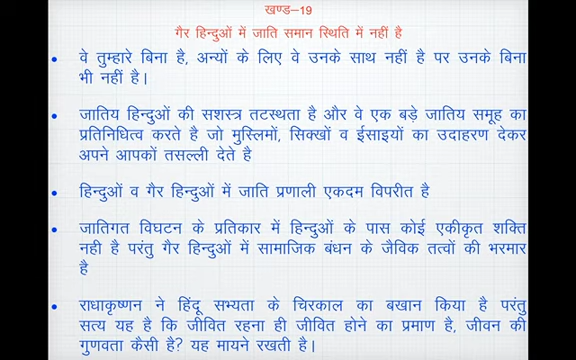 खण्ड–19
गैर हिन्दुओं में जाति समान स्थिति में नहीं है
• वे तुम्हारे बिना है, अन्यों के लिए वे उनके साथ नहीं है पर उनके बिना
भी नहीं है।
• जातिय हिन्दुओं की सशस्त्र तटस्थता है और वे एक बड़े जातिय समूह का
प्रतिनिधित्व करते है जो मुस्लिमों, सिक्खों व ईसाइयों का उदाहरण देकर
अपने आपकों तसल्ली देते है
• हिन्दुओं व गैर हिन्दुओं में जाति प्रणाली एकदम विपरीत है
• जातिगत विघटन के प्रतिकार में हिन्दुओं के पास कोई एकीकृत शक्ति
नही है परंतु गैर हिन्दुओं में सामाजिक बंधन के जैविक तत्वों की भरमार
है
• राधाकृष्णन ने हिंदू सभ्यता के चिरकाल का बखान किया है परंतु
सत्य यह है कि जीवित रहना ही जीवित होने का प्रमाण है, जीवन की
गुणवता कैसी है? यह मायने रखती है।